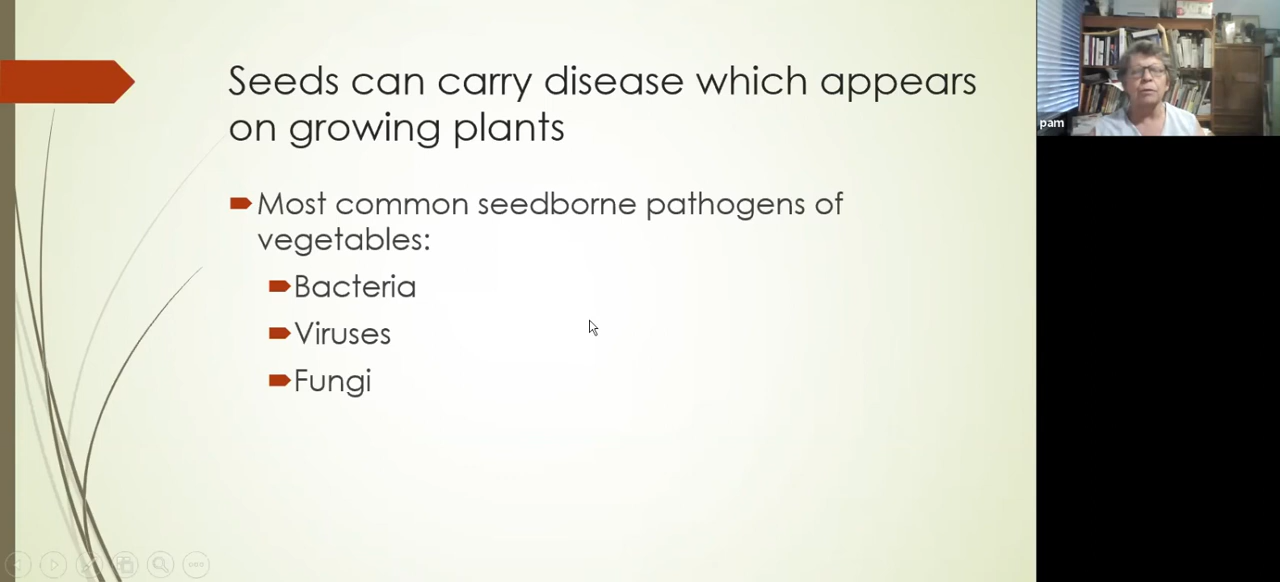 Seeds can carry disease which appears
on growing plants
Most common seedborne pathogens of
vegetables:
Bacteria
Viruses
Fungi
pam